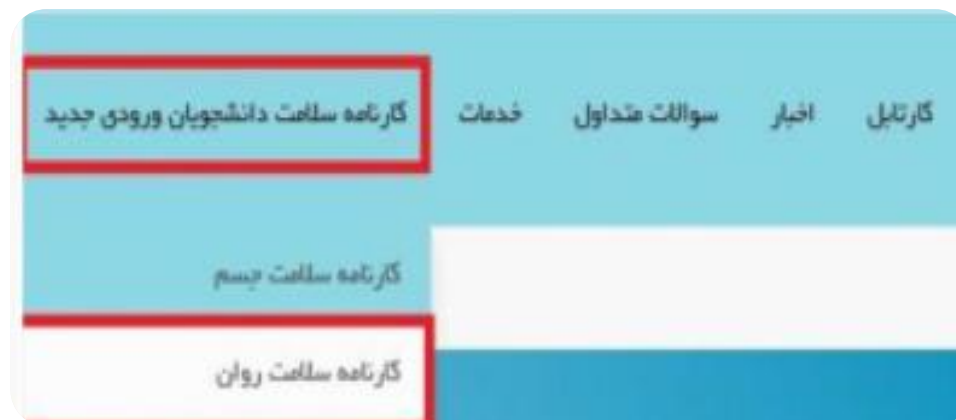 کارتابل اخبار سوالات متداول خدمات کارنامه سلامت دانشجویان ورودی جدید
کارنامه سلامت جسم
کارنامه سلامت روان